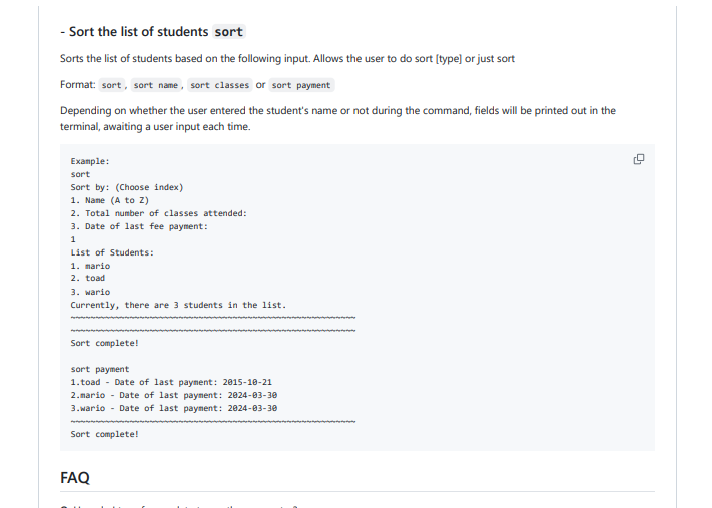 - Sort the list of students sort
Sorts the list of students based on the following input. Allows the user to do sort [type] or just sort
Format: sort , sort name , sort classes or sort payment
Depending on whether the user entered the student's name or not during the command, fields will be printed out in the
terminal, awaiting a user input each time.
Example:
sort
Sort by: (Choose index)
1. Name (A to Z)
2. Total number of classes attended:
3. Date of last fee payment:
1
List of Students:
1. mario
2. toad
3. wario
Currently, there are 3 students in the list.
~~~~~~~~~~~~~~~~~~~~~~~~~~~~~~~~~~~~~~~~~~~~~~~~~~~~~~~
~~~~~~~~~~~~~~~~~~~~~~~~~~~~~~~~~~~~~~~~~~~~~~~~~~~~~~~
Sort complete!
sort payment
1.toad - Date of last payment: 2015-10-21
2.mario - Date of last payment: 2024-03-30
3.wario - Date of last payment: 2024-03-30
~~~~~~~~~~~~~~~~~~~~~~~~~~~~~~~~~~~~~~~~~~~~~~~~~~~~~~~
Sort complete!
FAQ